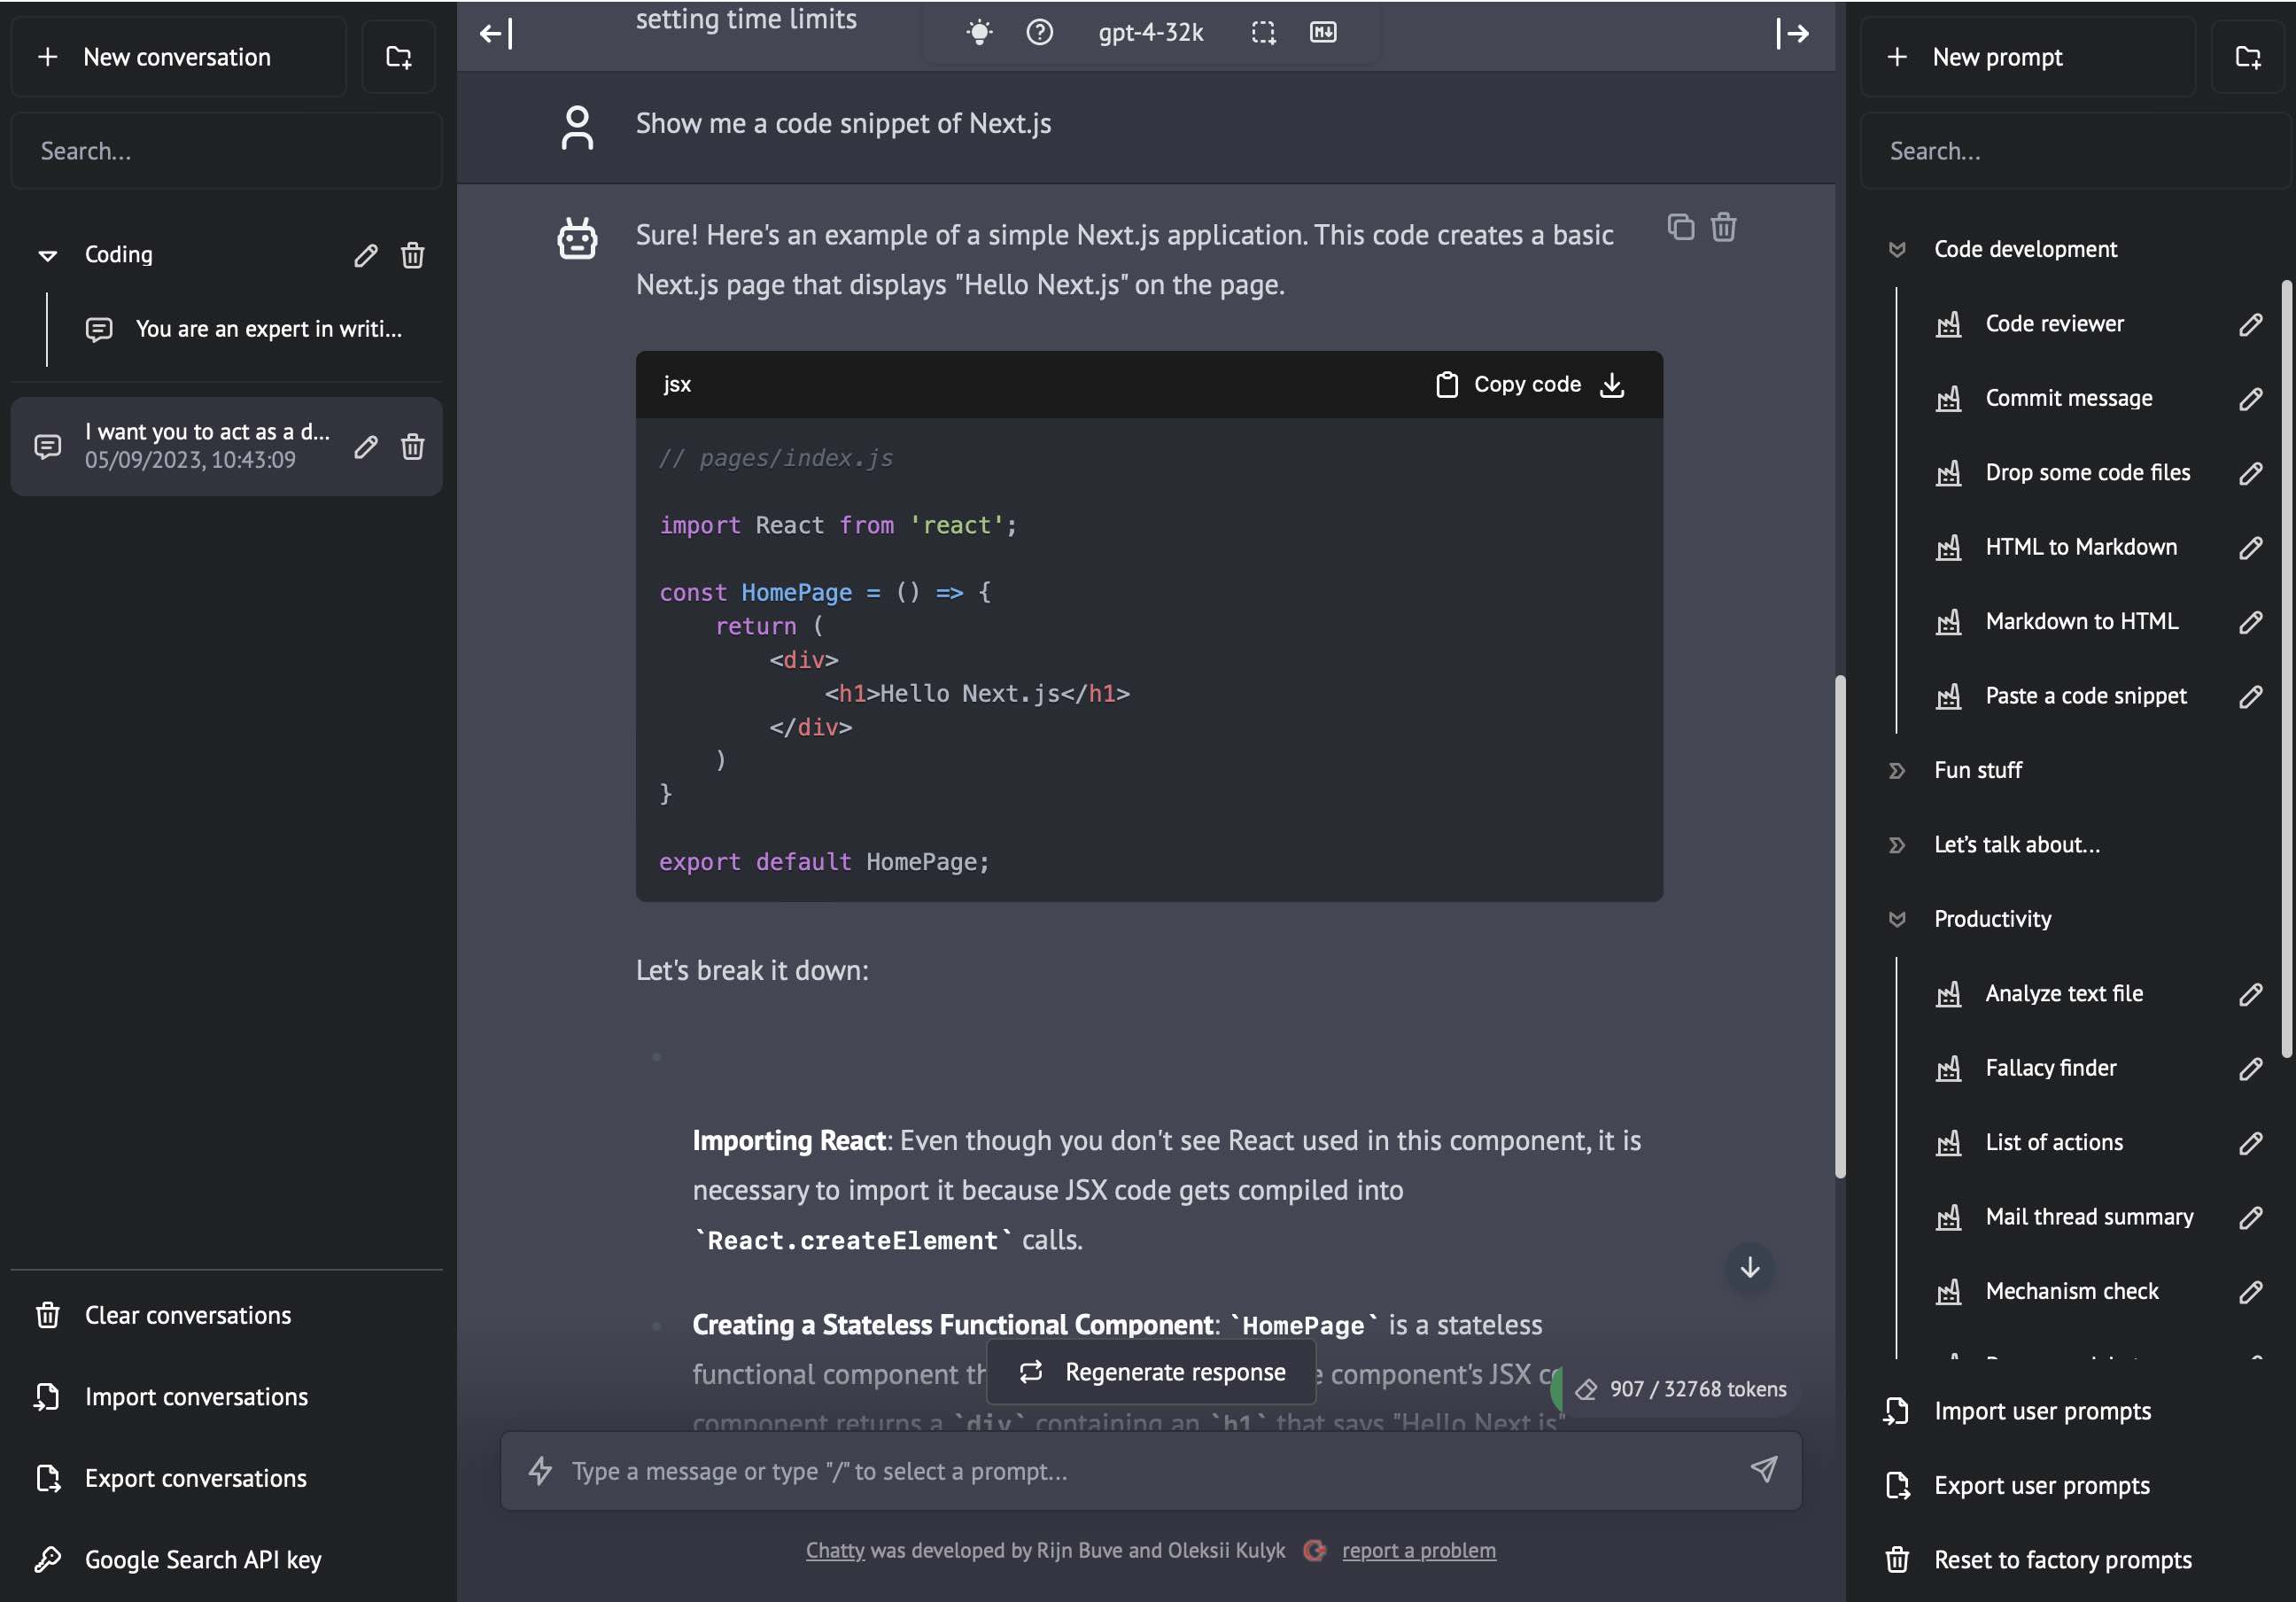 New conversation
Search...
Coding
You are an expert in writi...
I want you to act as a d...
05/09/2023, 10:43:09
Clear conversations
Import conversations
Export conversations
Google Search API key
setting time limits
gpt-4-32k
Show me a code snippet of Next.js
Sure! Here's an example of a simple Next.js application. This code creates a basic
Next.js page that displays "Hello Next.js" on the page.
jsx
Copy code
// pages/index.js
import React from 'react';
const HomePage = () => {
return (
<div>
<h1>Hello Next.js</h1>
</div>
)
}
export default HomePage;
Let's break it down:
Importing React: Even though you don't see React used in this component, it is
necessary to import it because JSX code gets compiled into
`React.createElement` calls.
Creating a Stateless Functional Component: `HomePage` is a stateless
functional component
component's JSX
component returns a `div` containing an `h1` that says "Hello Next.js"
Regenerate response
907 / 32768 tokens
Type a message or type "/" to select a prompt...
Chatty was developed by Rijn Buve and Oleksii Kulyk
report a problem
New prompt
Search...
Code development
Code reviewer
Commit message
Drop some code files
HTML to Markdown
Markdown to HTML
Paste a code snippet
Fun stuff
Let's talk about...
Productivity
Analyze text file
Fallacy finder
List of actions
Mail thread summary
Mechanism check
Import user prompts
Export user prompts
Reset to factory prompts